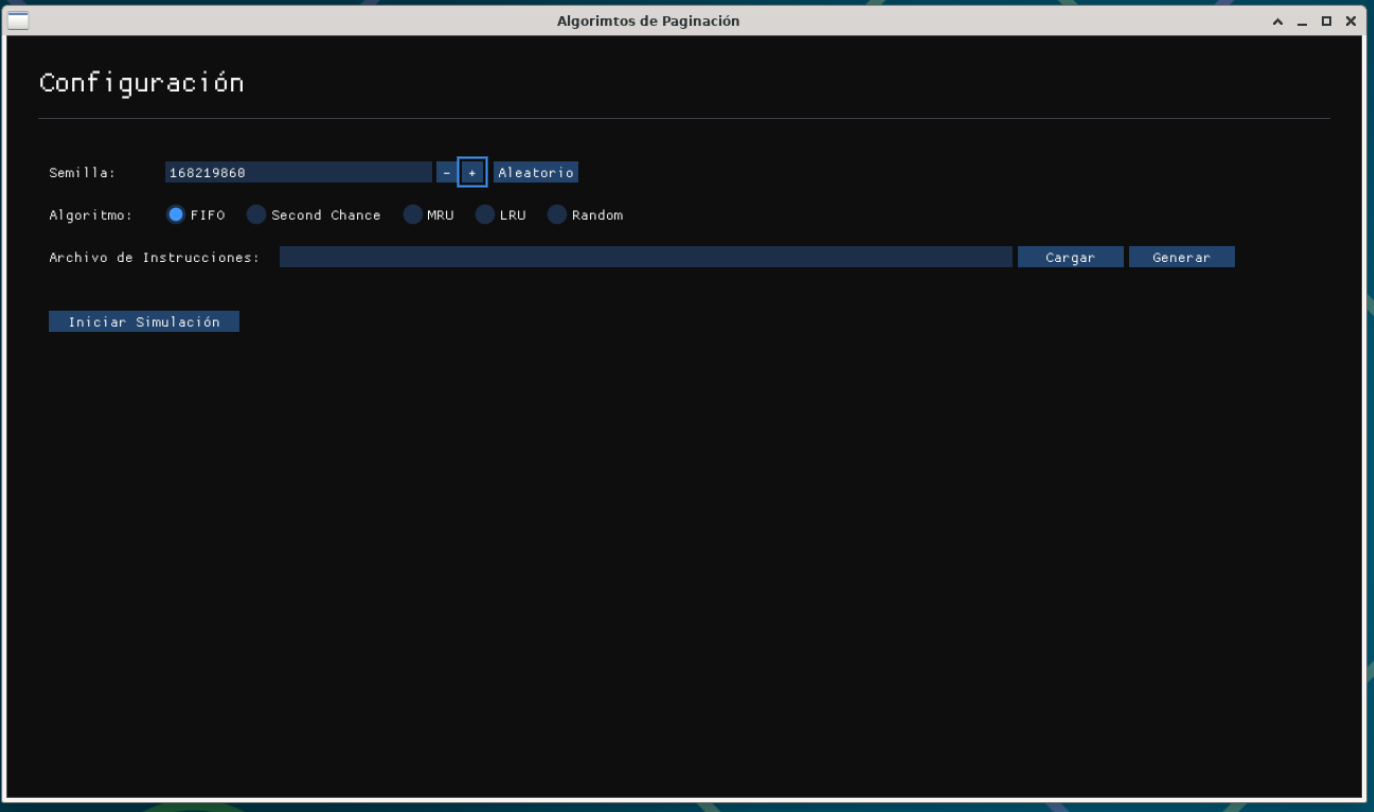 Algorimtos de Paginación
Configuración
Semilla: 168219860 - + Aleatorio
Algoritmo: FIFO Second Chance MRU LRU Random
Archivo de Instrucciones: Cargar Generar
Iniciar Simulación